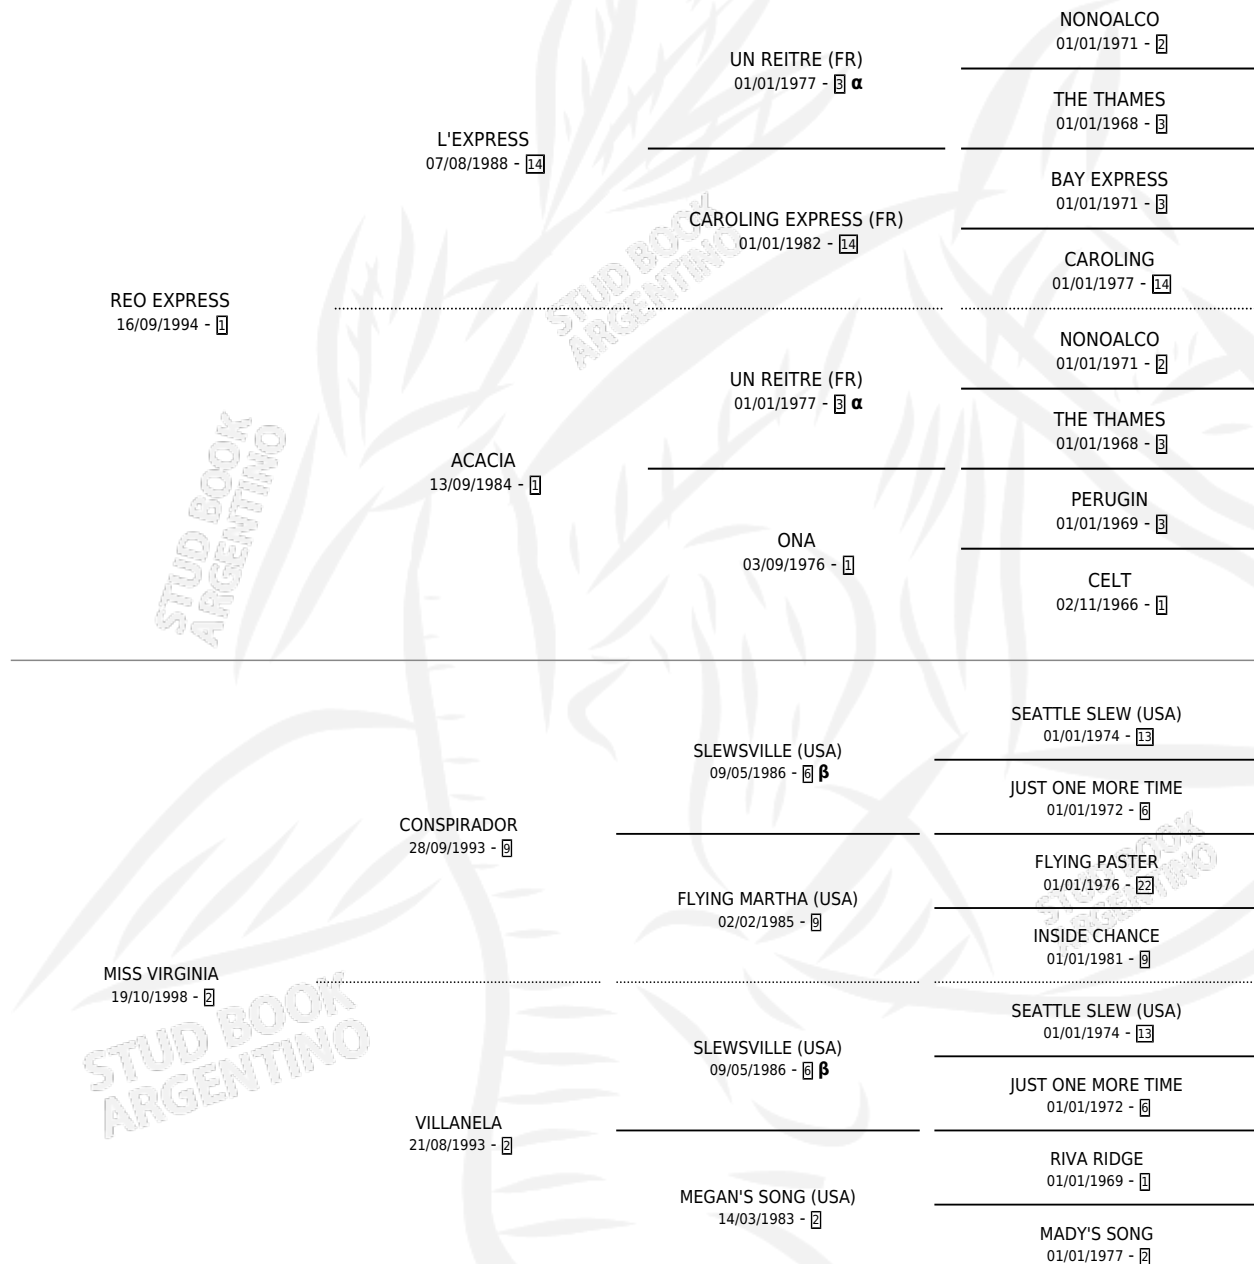 NONOALCO
01/01/1971 - 2
UN REITRE (FR)
01/01/1977 - 3 α
THE THAMES
01/01/1968 - 3
L'EXPRESS
07/08/1988 - 14
BAY EXPRESS
01/01/1971 - 3
CAROLING EXPRESS (FR)
01/01/1982 - 14
CAROLING
01/01/1977 - 14
REO EXPRESS
16/09/1994 - 1
NONOALCO
01/01/1971 - 2
UN REITRE (FR)
01/01/1977 - 3 α
THE THAMES
01/01/1968 - 3
ACACIA
13/09/1984 - 1
PERUGIN
01/01/1969 - 3
ONA
03/09/1976 - 1
CELT
02/11/1966 - 1
SEATTLE SLEW (USA)
01/01/1974 - 13
SLEWSVILLE (USA)
09/05/1986 - 6 β
JUST ONE MORE TIME
01/01/1972 - 6
CONSPIRADOR
28/09/1993 - 9
FLYING PASTER
01/01/1976 - 22
FLYING MARTHA (USA)
02/02/1985 - 9
INSIDE CHANCE
01/01/1981 - 9
MISS VIRGINIA
19/10/1998 - 2
SEATTLE SLEW (USA)
01/01/1974 - 13
SLEWSVILLE (USA)
09/05/1986 - 6 β
JUST ONE MORE TIME
01/01/1972 - 6
VILLANELA
21/08/1993 - 2
RIVA RIDGE
01/01/1969 - 1
MEGAN'S SONG (USA)
14/03/1983 - 2
MADY'S SONG
01/01/1977 - 2
STUD BOOK
ARGENTINO
STUD BOOK
ARGENTINO
STUD BOOK
ARGENTINO
STUD BOOK
ARGENTINO